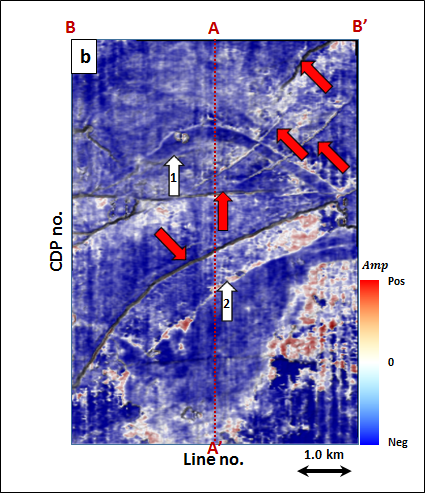 B A B'
b
1
CDP no.
2
Amp
Pos
0
Neg
A'
Line no.
1.0 km